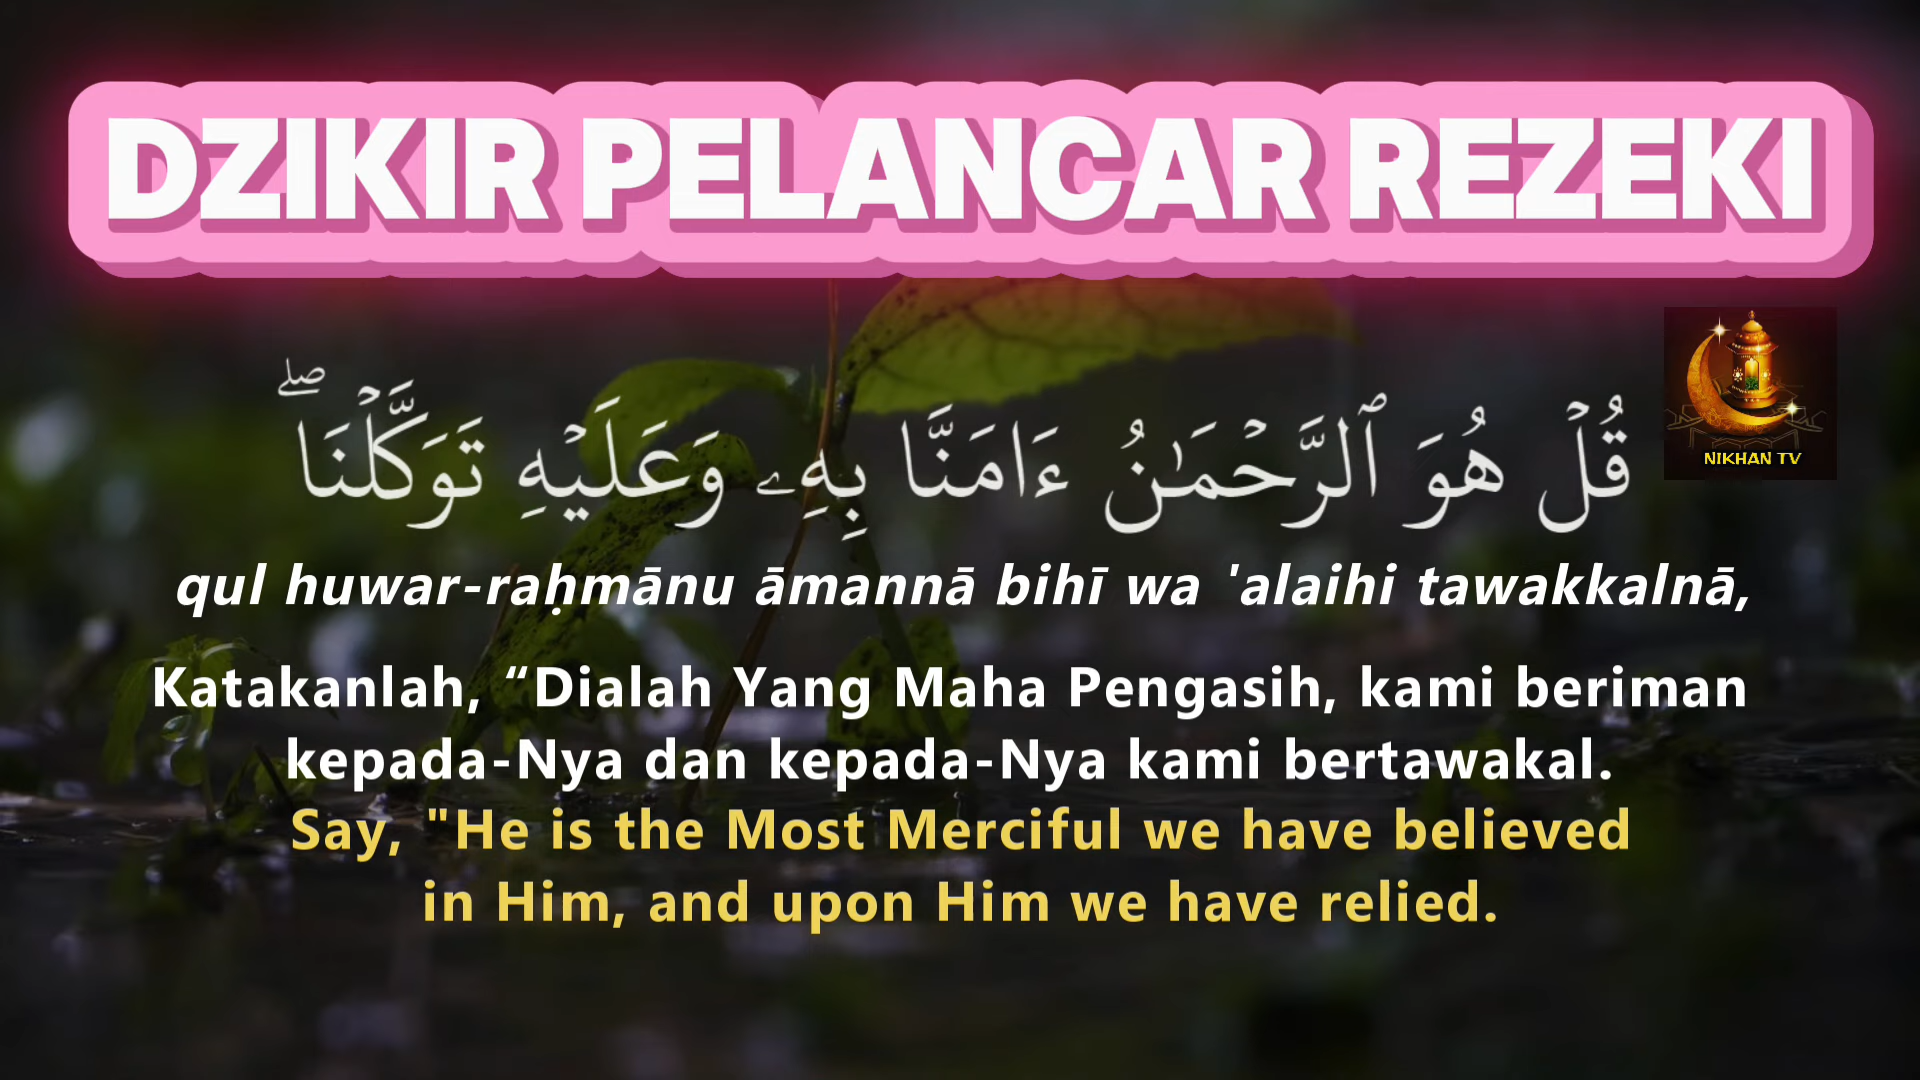 DZIKIR PELANCAR REZEKI
قُلۡ هُوَ ٱلرَّحۡمَٰنُ ءَامَنَّا بِهِۦ وَعَلَيۡهِ تَوَكَّلۡنَاۖ
NIKHAN TV
qul huwar-raḥmānu āmannā bihī wa 'alaihi tawakkalnā,
Katakanlah, “Dialah Yang Maha Pengasih, kami beriman
kepada-Nya dan kepada-Nya kami bertawakal.
Say, "He is the Most Merciful we have believed
in Him, and upon Him we have relied.